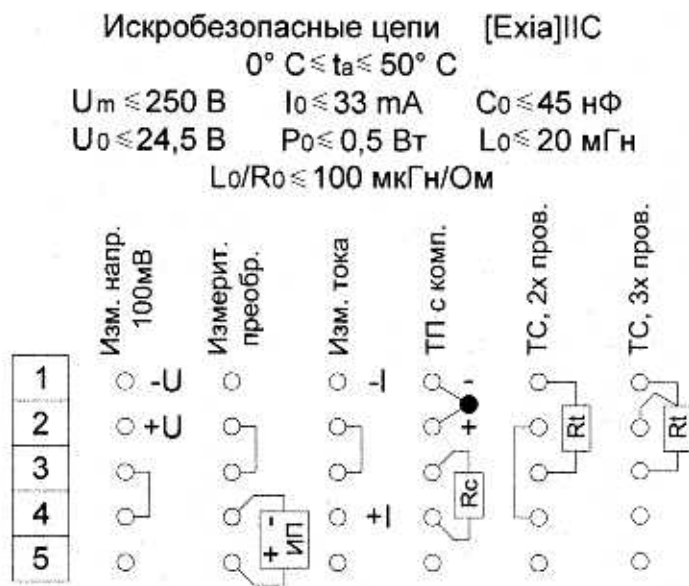 Искробезопасные цепи [Exia]IIC
0° C ≤ ta ≤ 50° C
Um ≤ 250 В I0 ≤ 33 mA C0 ≤ 45 нФ
U0 ≤ 24,5 В P0 ≤ 0,5 Вт L0 ≤ 20 мГн
L0/R0 ≤ 100 мкГн/Ом
Изм. напр.
100мВ
Измерит.
преобр.
Изм. тока
ТП с комп.
ТС, 2х пров.
ТС, 3х пров.
1 -U -I -
2 +U + Rt Rt
3 Rc
4 - + ИП +I
5